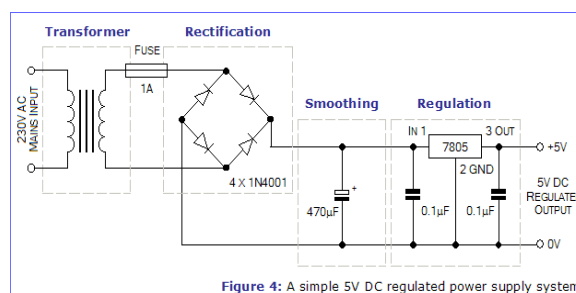 Transformer
Rectification
FUSE
1A
230V AC
MAINS INPUT
4 X 1N4001
Smoothing
Regulation
+
470µF
IN 1
7805
3 OUT
2 GND
0.1µF
0.1µF
+5V
5V DC
REGULATE
OUTPUT
0V
Figure 4: A simple 5V DC regulated power supply system